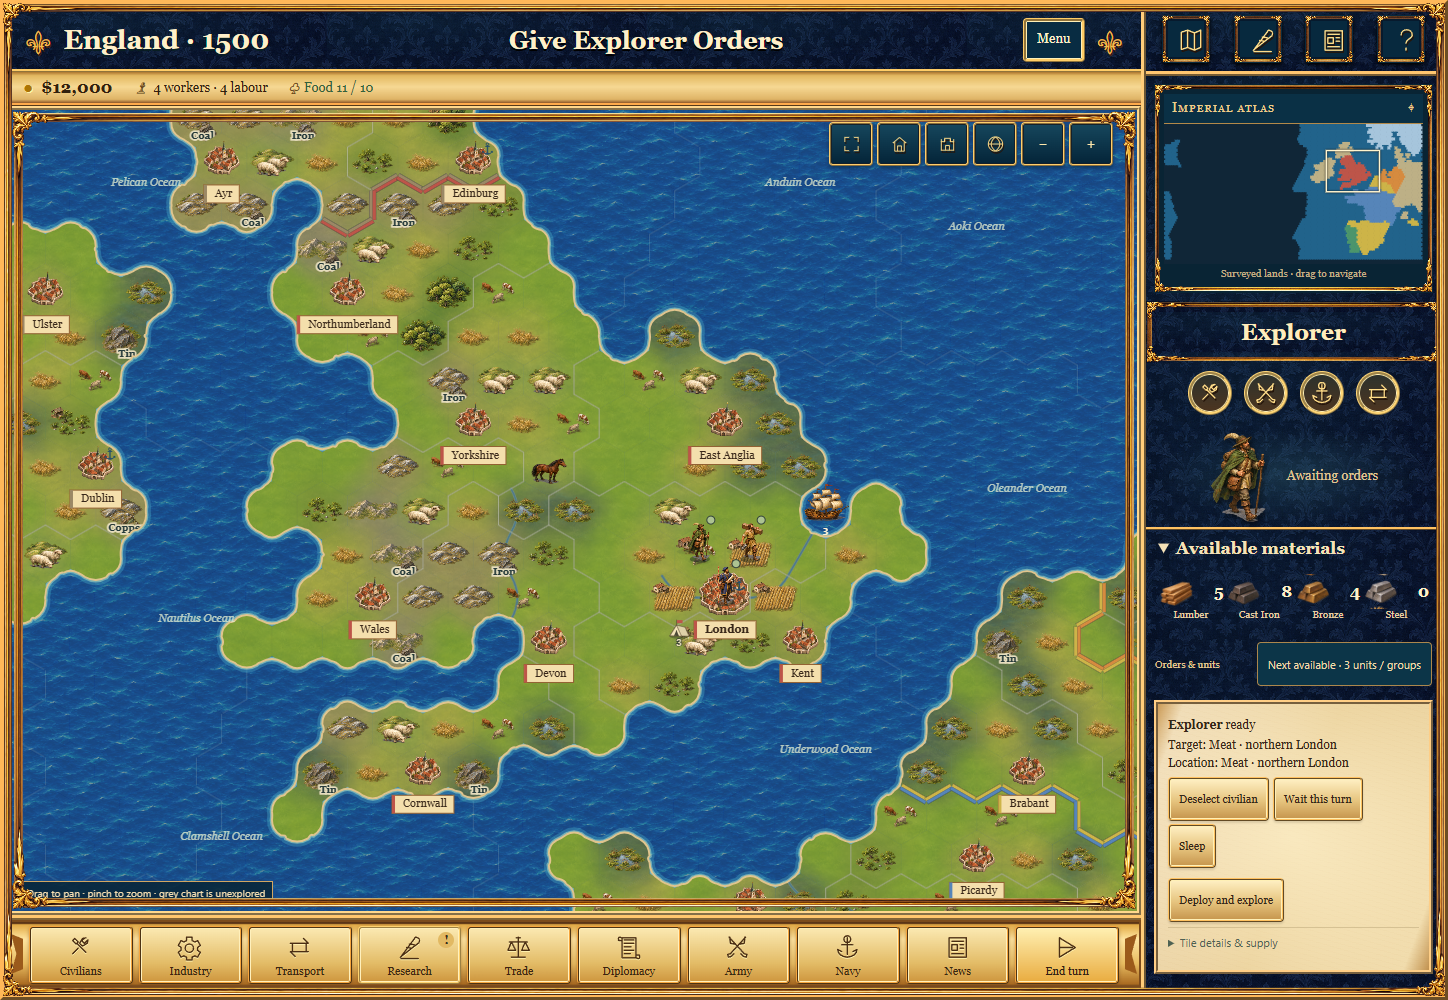 England · 1500
Give Explorer Orders
Menu
$12,000
4 workers · 4 labour
Food 11 / 10
IMPERIAL ATLAS
Surveyed lands · drag to navigate
Coal
Iron
Pelican Ocean
Anduin Ocean
Ayr
Edinburg
Coal
Iron
Aoki Ocean
Coal
Ulster
Northumberland
Tin
Iron
Yorkshire
East Anglia
Dublin
Oleander Ocean
Coppe
3
Coal
Iron
Nautilus Ocean
Wales
London
3
Coal
Tin
Devon
Kent
Underwood Ocean
Tin
Tin
Cornwall
Brabant
Clamshell Ocean
Picardy
rag to pan · pinch to zoom · grey chart is unexplored
Explorer
Awaiting orders
▼ Available materials
5
8
4
0
Lumber
Cast Iron
Bronze
Steel
Orders & units
Next available · 3 units / groups
Explorer ready
Target: Meat · northern London
Location: Meat · northern London
Deselect civilian
Wait this turn
Sleep
Deploy and explore
▶ Tile details & supply
Civilians
Industry
Transport
Research
!
Trade
Diplomacy
Army
Navy
News
End turn